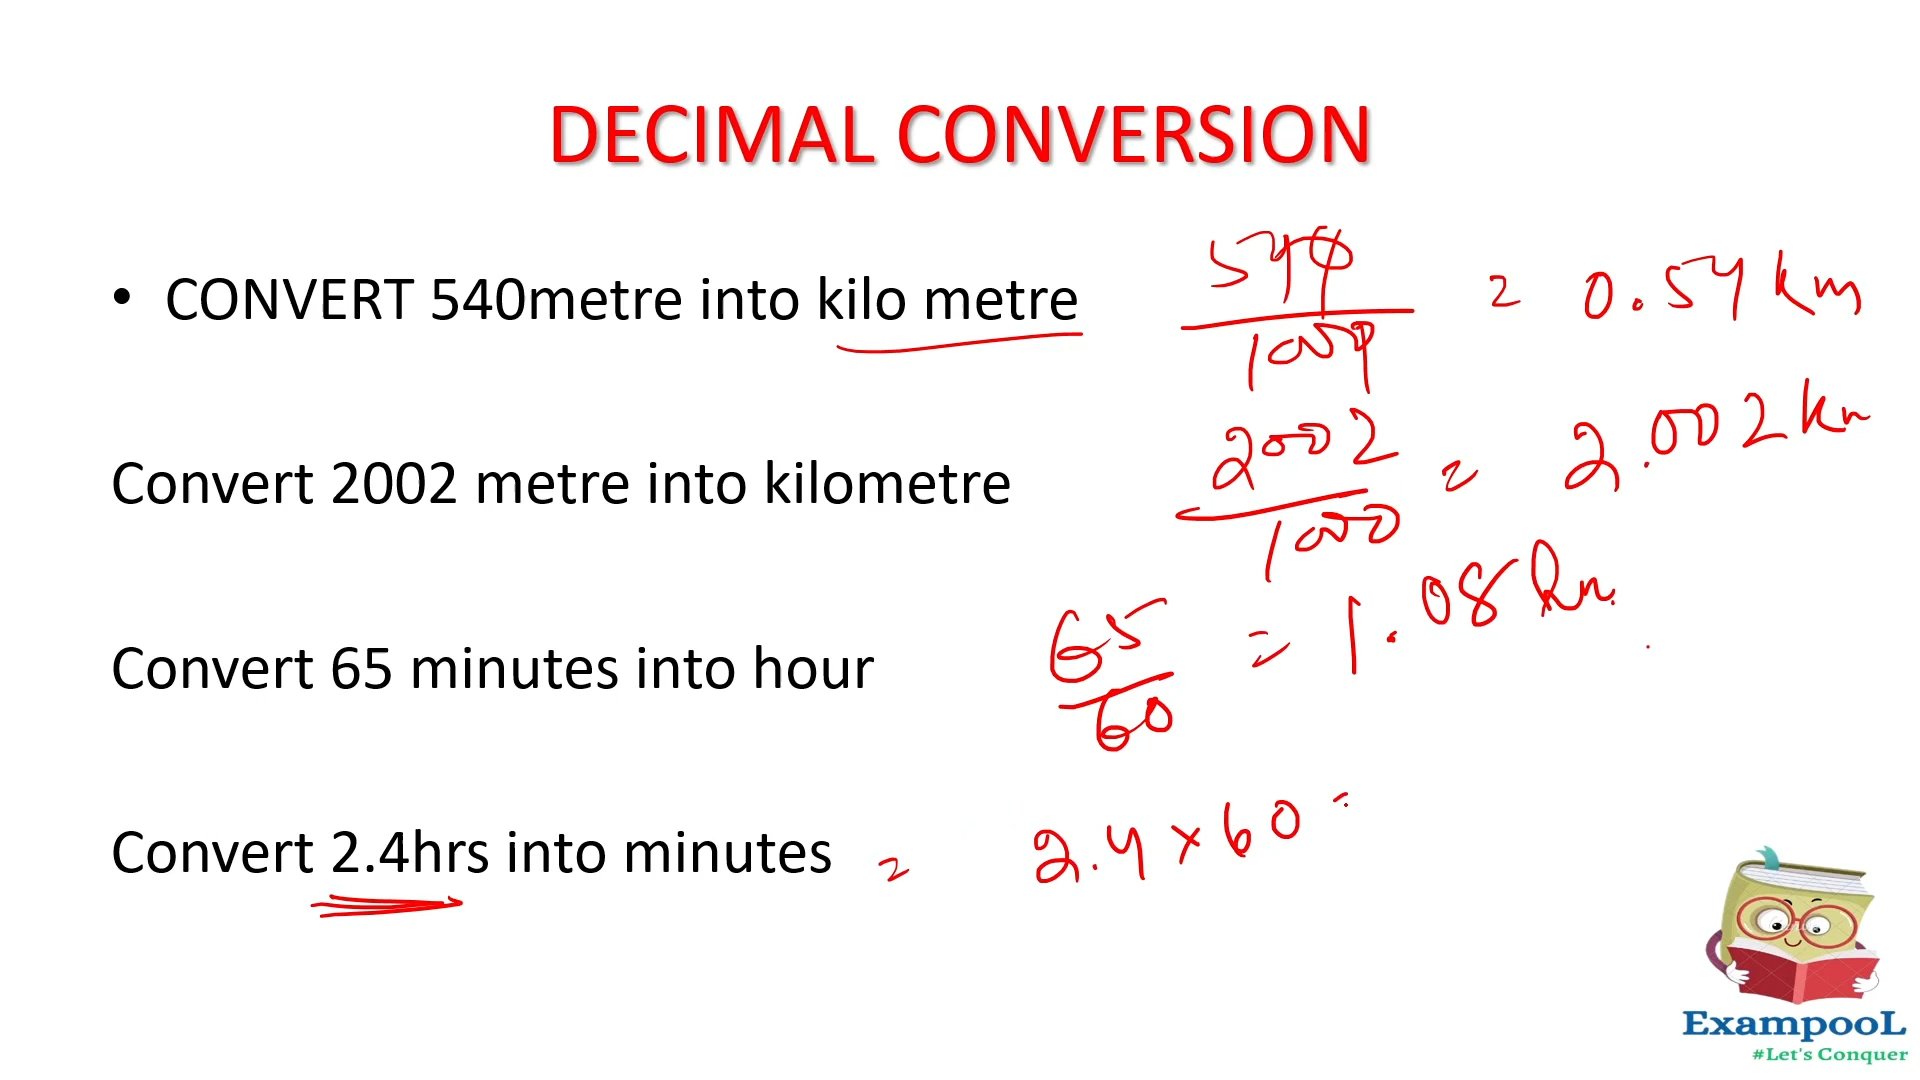 DECIMAL CONVERSION
• CONVERT 540metre into kilo metre 540/1000 = 0.54 km
Convert 2002 metre into kilometre 2002/1000 = 2.002 km
Convert 65 minutes into hour 65/60 = 1.08 hr.
Convert 2.4hrs into minutes = 2.4 × 60 =
ExampooL
#Let's Conquer